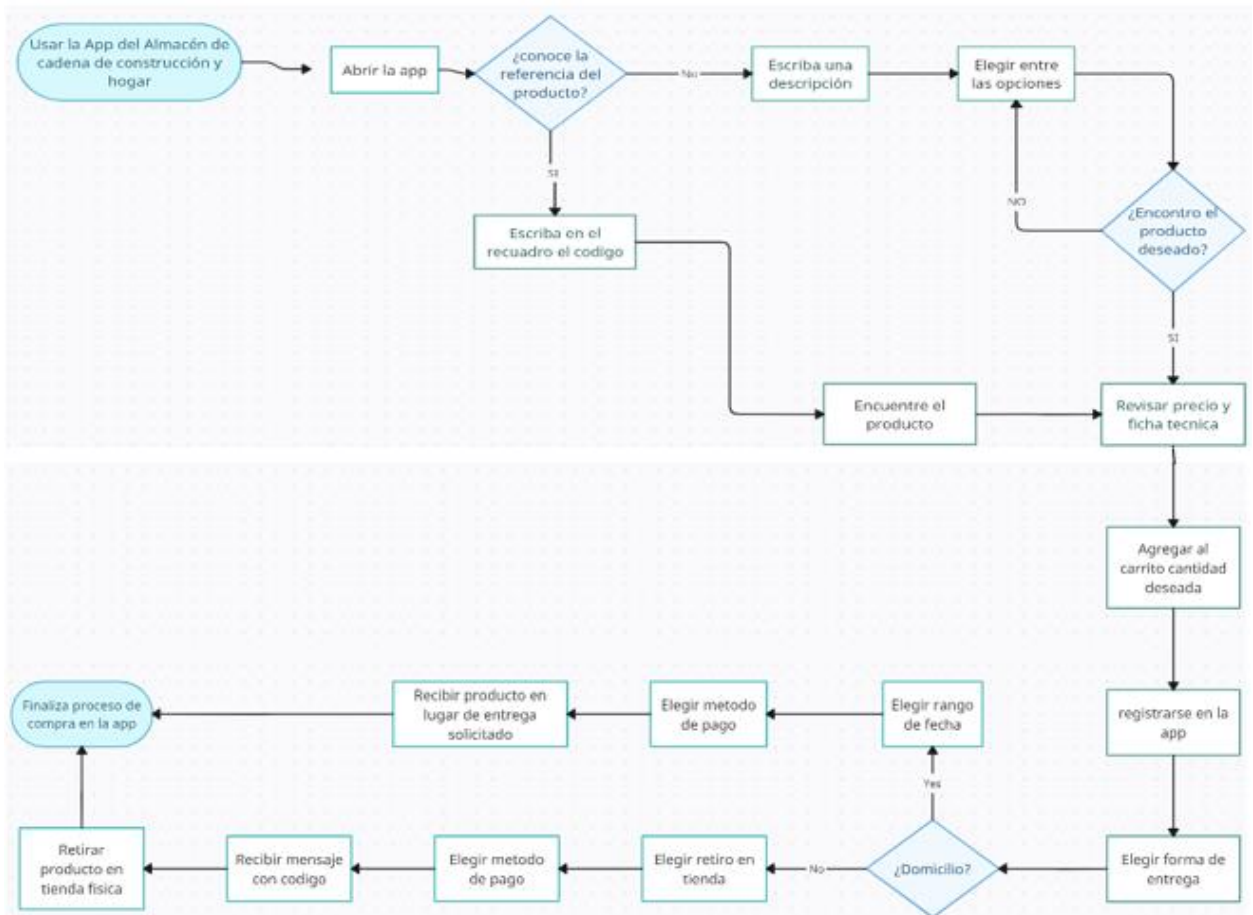 Usar la App del Almacén de
cadena de construcción y
hogar
Abrir la app
¿conoce la
referencia del
producto?
No
Escriba una
descripción
Elegir entre
las opciones
SI
NO
¿Encontro el
producto
deseado?
Escriba en el
recuadro el codigo
SI
Encuentre el
producto
Revisar precio y
ficha tecnica
Agregar al
carrito cantidad
deseada
Finaliza proceso de
compra en la app
Recibir producto en
lugar de entrega
solicitado
Elegir metodo
de pago
Elegir rango
de fecha
registrarse en la
app
Yes
Retirar
producto en
tienda fisica
Recibir mensaje
con codigo
Elegir metodo
de pago
Elegir retiro en
tienda
No
¿Domicilio?
Elegir forma de
entrega